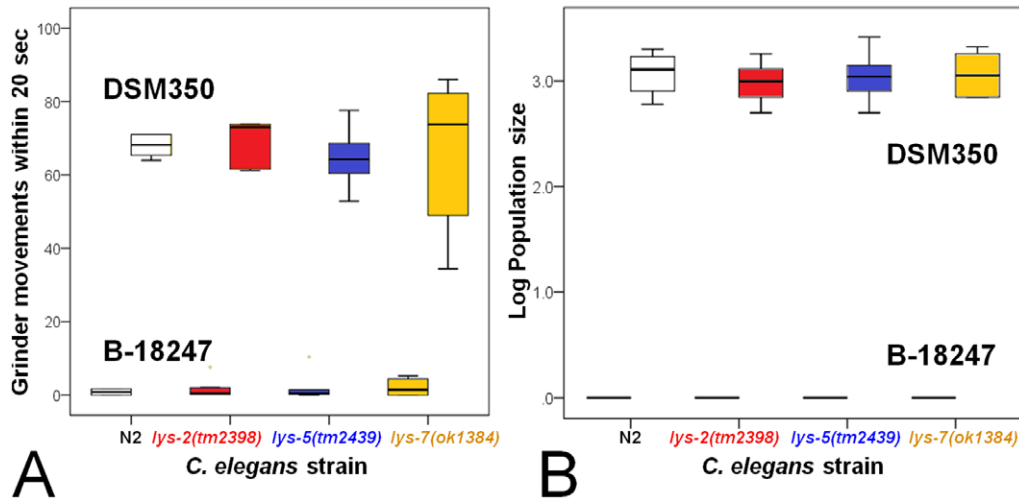 Grinder movements within 20 sec
100
80
60
40
20
0
DSM350
B-18247
N2
lys-2(tm2398)
lys-5(tm2439)
lys-7(ok1384)
C. elegans strain
A
Log Population size
3.0
2.0
1.0
.0
DSM350
B-18247
N2
lys-2(tm2398)
lys-5(tm2439)
lys-7(ok1384)
C. elegans strain
B